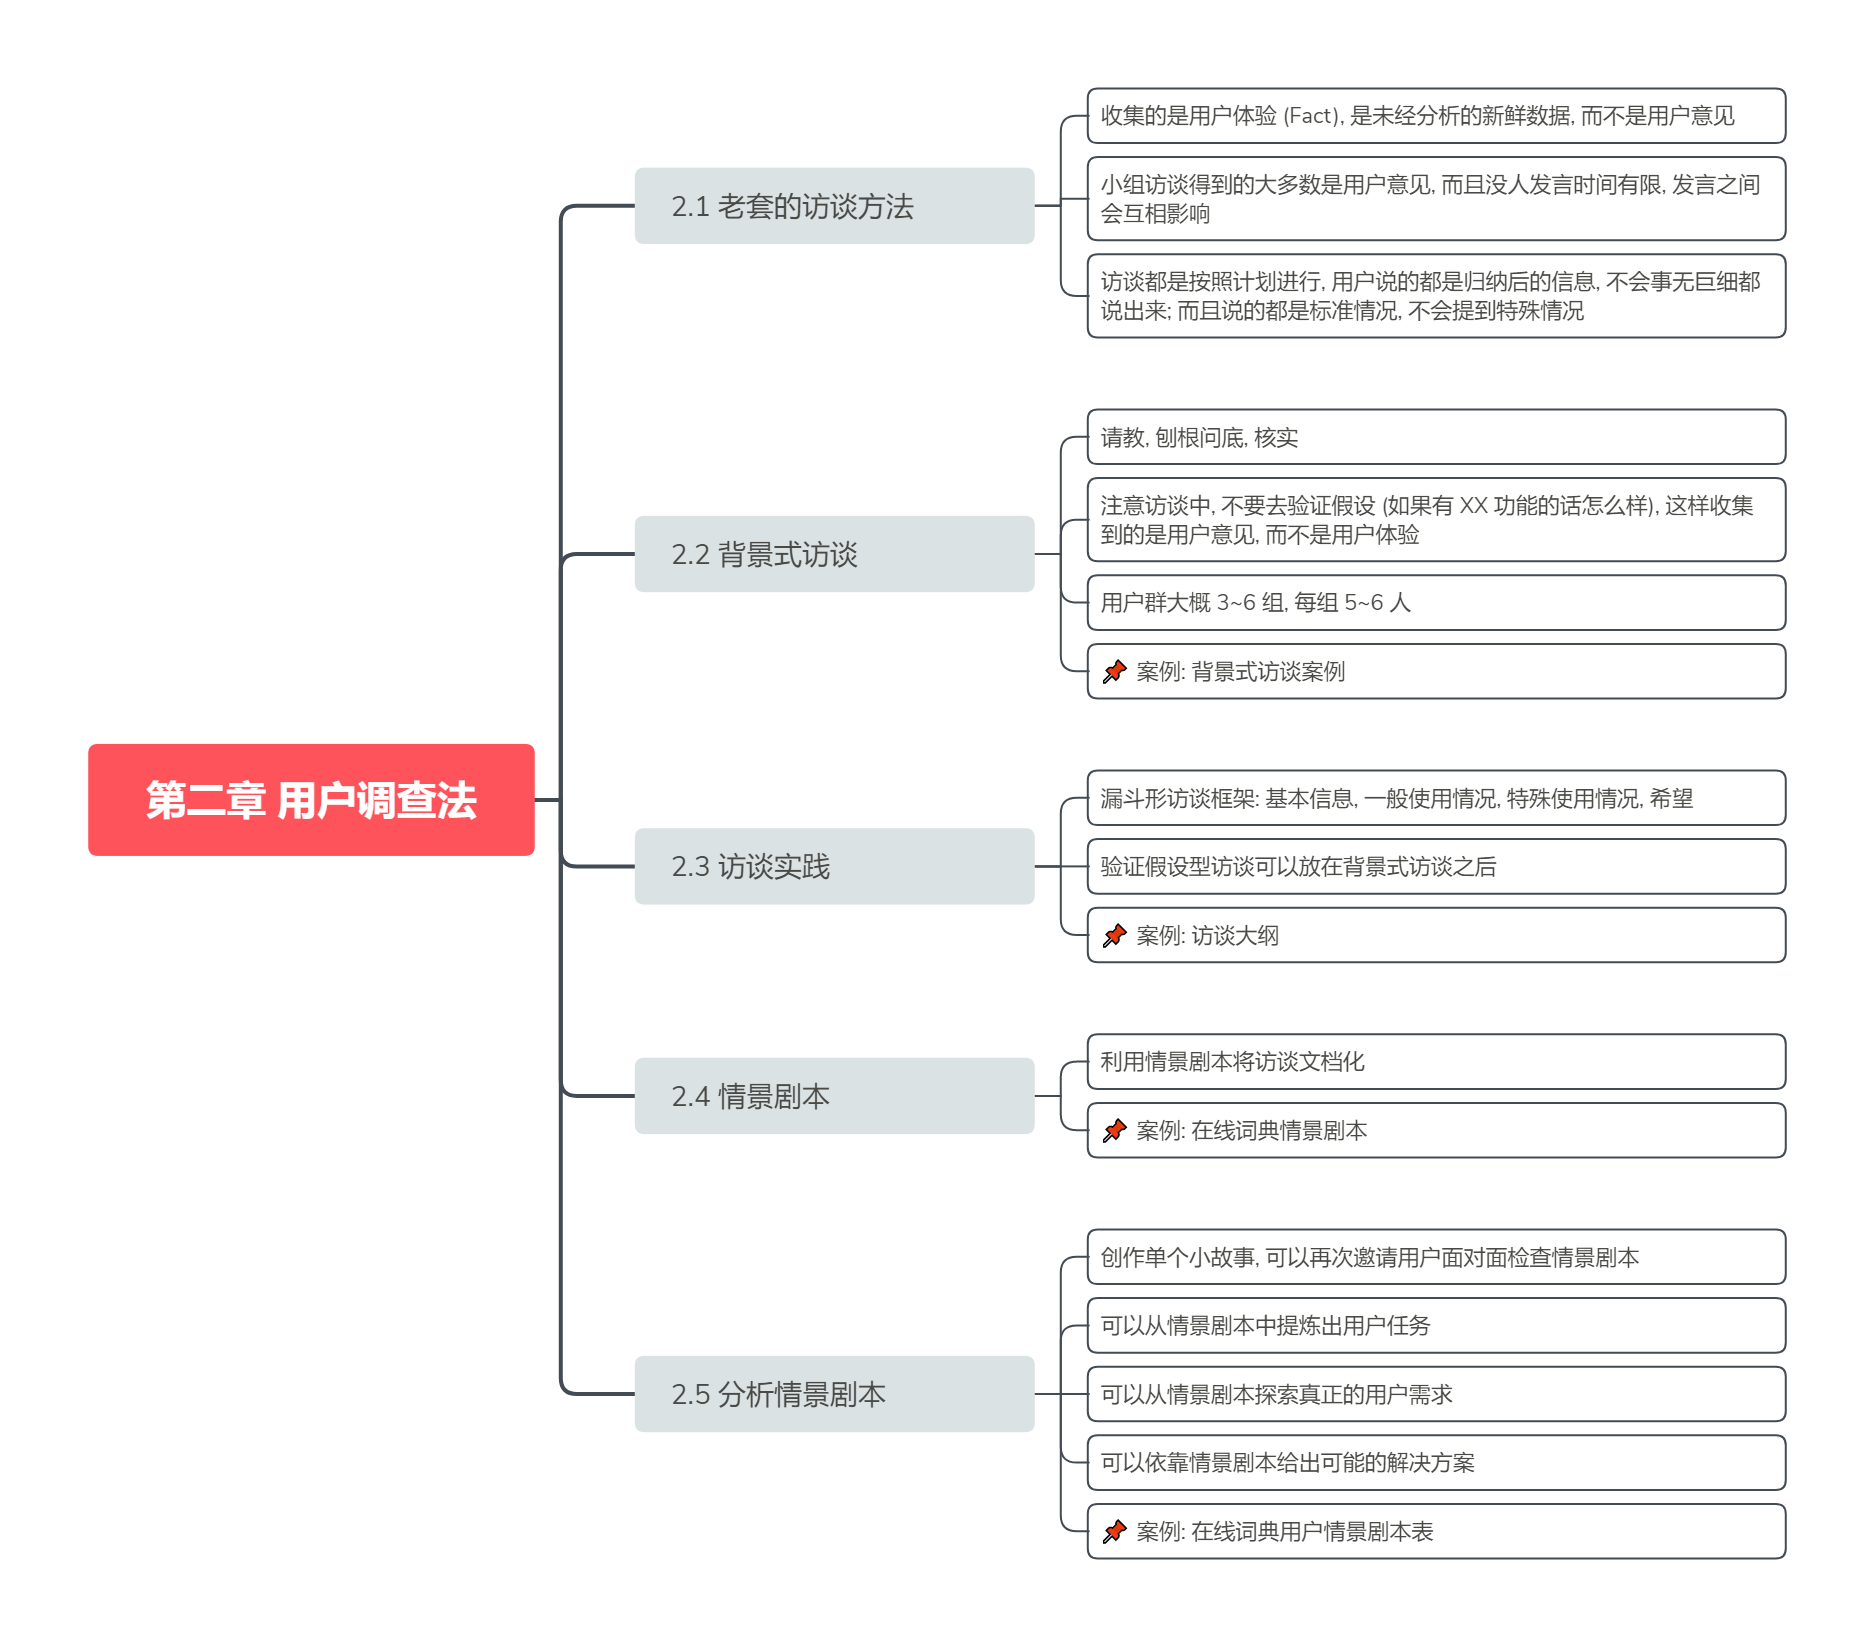 收集的是用户体验 (Fact), 是未经分析的新鲜数据, 而不是用户意见
2.1 老套的访谈方法
小组访谈得到的大多数是用户意见, 而且没人发言时间有限, 发言之间
会互相影响
访谈都是按照计划进行, 用户说的都是归纳后的信息, 不会事无巨细都
说出来; 而且说的都是标准情况, 不会提到特殊情况
请教, 刨根问底, 核实
注意访谈中, 不要去验证假设 (如果有 XX 功能的话怎么样), 这样收集
到的是用户意见, 而不是用户体验
2.2 背景式访谈
用户群大概 3~6 组, 每组 5~6 人
案例: 背景式访谈案例
第二章 用户调查法
漏斗形访谈框架: 基本信息, 一般使用情况, 特殊使用情况, 希望
2.3 访谈实践
验证假设型访谈可以放在背景式访谈之后
案例: 访谈大纲
利用情景剧本将访谈文档化
2.4 情景剧本
案例: 在线词典情景剧本
创作单个小故事, 可以再次邀请用户面对面检查情景剧本
可以从情景剧本中提炼出用户任务
2.5 分析情景剧本
可以从情景剧本探索真正的用户需求
可以依靠情景剧本给出可能的解决方案
案例: 在线词典用户情景剧本表